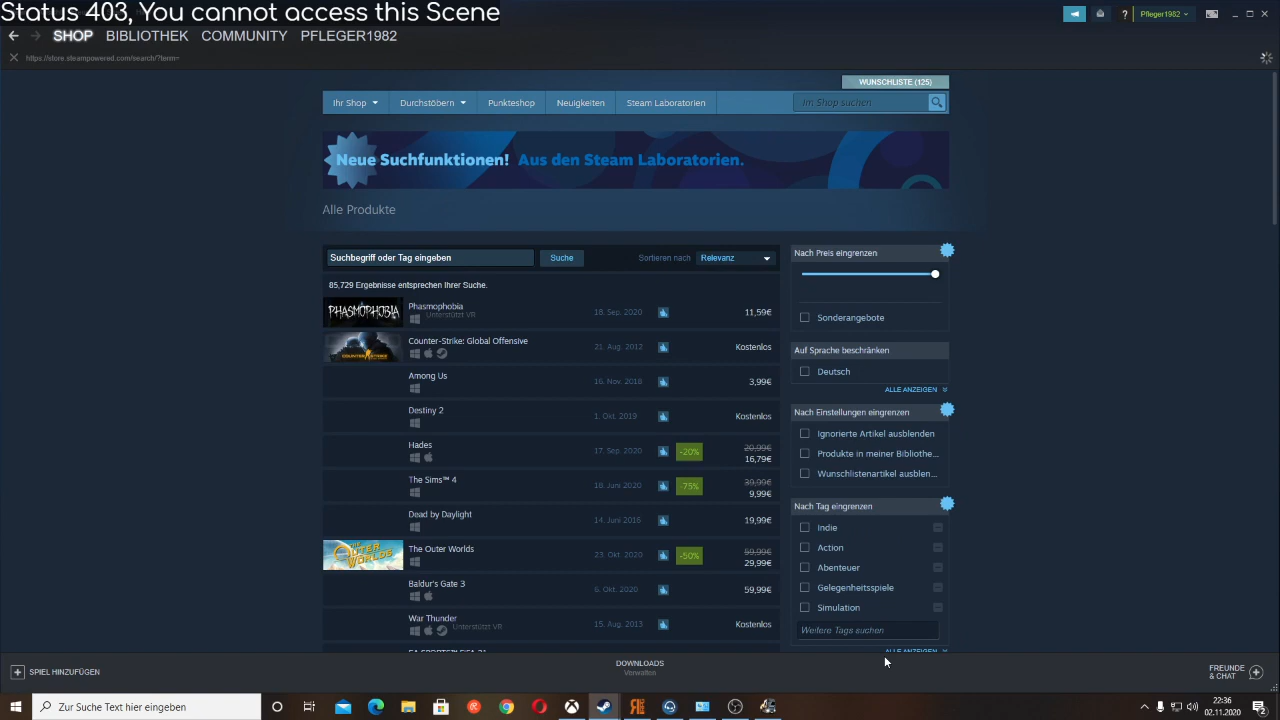 Status 403, You cannot access this Scene
Pfleger1982
SHOP BIBLIOTHEK COMMUNITY PFLEGER1982
https://store.steampowered.com/search/?term=
WUNSCHLISTE (125)
Ihr Shop Durchstöbern Punkteshop Neuigkeiten Steam Laboratorien Im Shop suchen
Neue Suchfunktionen! Aus den Steam Laboratorien.
Alle Produkte
Suchbegriff oder Tag eingeben Suche Sortieren nach Relevanz
85,729 Ergebnisse entsprechen Ihrer Suche.
PHASMOPHOBIA Phasmophobia Unterstützt VR 18. Sep. 2020 11,59€
COUNTER-STRIKE Counter-Strike: Global Offensive 21. Aug. 2012 Kostenlos
Among Us 16. Nov. 2018 3,99€
Destiny 2 1. Okt. 2019 Kostenlos
Hades 17. Sep. 2020 -20% 20,99€ 16,79€
The Sims™ 4 18. Juni 2020 -75% 39,99€ 9,99€
Dead by Daylight 14. Juni 2016 19,99€
THE OUTER WORLDS The Outer Worlds 23. Okt. 2020 -50% 59,99€ 29,99€
Baldur's Gate 3 6. Okt. 2020 59,99€
War Thunder Unterstützt VR 15. Aug. 2013 Kostenlos
Nach Preis eingrenzen
Sonderangebote
Auf Sprache beschränken
Deutsch
ALLE ANZEIGEN
Nach Einstellungen eingrenzen
Ignorierte Artikel ausblenden
Produkte in meiner Bibliothe...
Wunschlistenartikel ausblen...
Nach Tag eingrenzen
Indie
Action
Abenteuer
Gelegenheitsspiele
Simulation
Weitere Tags suchen
ALLE ANZEIGEN
SPIEL HINZUFÜGEN
DOWNLOADS
Verwalten
FREUNDE
& CHAT
Zur Suche Text hier eingeben
22:36
02.11.2020